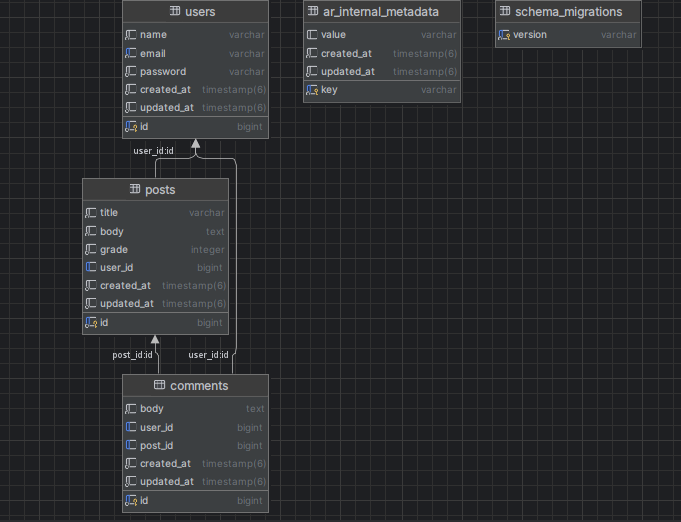 users
name varchar
email varchar
password varchar
created_at timestamp(6)
updated_at timestamp(6)
id bigint
ar_internal_metadata
value varchar
created_at timestamp(6)
updated_at timestamp(6)
key varchar
schema_migrations
version varchar
user_id:id
posts
title varchar
body text
grade integer
user_id bigint
created_at timestamp(6)
updated_at timestamp(6)
id bigint
post_id:id
user_id:id
comments
body text
user_id bigint
post_id bigint
created_at timestamp(6)
updated_at timestamp(6)
id bigint